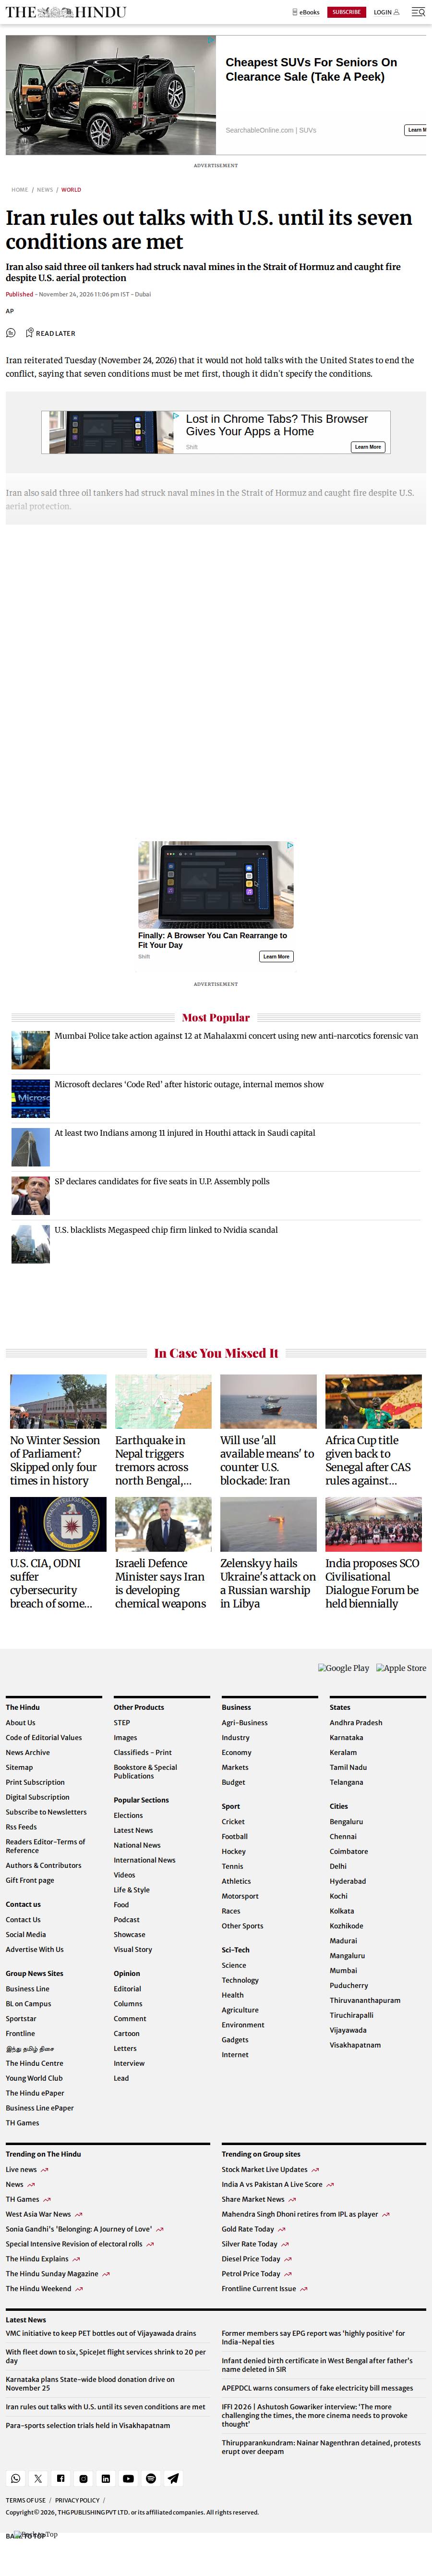 THE HINDU
eBooks
SUBSCRIBE
LOGIN
Cheapest SUVs For Seniors On
Clearance Sale (Take A Peek)
SearchableOnline.com | SUVs
Learn M
ADVERTISEMENT
HOME / NEWS / WORLD
Iran rules out talks with U.S. until its seven
conditions are met
Iran also said three oil tankers had struck naval mines in the Strait of Hormuz and caught fire
despite U.S. aerial protection
Published - November 24, 2026 11:06 pm IST - Dubai
AP
READ LATER
Iran reiterated Tuesday (November 24, 2026) that it would not hold talks with the United States to end the
conflict, saying that seven conditions must be met first, though it didn't specify the conditions.
Lost in Chrome Tabs? This Browser
Gives Your Apps a Home
Shift
Learn More
Iran also said three oil tankers had struck naval mines in the Strait of Hormuz and caught fire despite U.S.
aerial protection.
Finally: A Browser You Can Rearrange to
Fit Your Day
Shift
Learn More
ADVERTISEMENT
Most Popular
Mumbai Police take action against 12 at Mahalaxmi concert using new anti-narcotics forensic van
Microsoft declares ‘Code Red’ after historic outage, internal memos show
At least two Indians among 11 injured in Houthi attack in Saudi capital
SP declares candidates for five seats in U.P. Assembly polls
U.S. blacklists Megaspeed chip firm linked to Nvidia scandal
In Case You Missed It
No Winter Session
of Parliament?
Skipped only four
times in history
Earthquake in
Nepal triggers
tremors across
north Bengal,...
Will use 'all
available means' to
counter U.S.
blockade: Iran
Africa Cup title
given back to
Senegal after CAS
rules against...
U.S. CIA, ODNI
suffer
cybersecurity
breach of some...
Israeli Defence
Minister says Iran
is developing
chemical weapons
Zelenskyy hails
Ukraine's attack on
a Russian warship
in Libya
India proposes SCO
Civilisational
Dialogue Forum be
held biennially
Google Play
Apple Store
The Hindu
About Us
Code of Editorial Values
News Archive
Sitemap
Print Subscription
Digital Subscription
Subscribe to Newsletters
Rss Feeds
Readers Editor-Terms of
Reference
Authors & Contributors
Gift Front page
Contact us
Contact Us
Social Media
Advertise With Us
Group News Sites
Business Line
BL on Campus
Sportstar
Frontline
இந்து தமிழ் திசை
The Hindu Centre
Young World Club
The Hindu ePaper
Business Line ePaper
TH Games
Other Products
STEP
Images
Classifieds - Print
Bookstore & Special
Publications
Popular Sections
Elections
Latest News
National News
International News
Videos
Life & Style
Food
Podcast
Showcase
Visual Story
Opinion
Editorial
Columns
Comment
Cartoon
Letters
Interview
Lead
Business
Agri-Business
Industry
Economy
Markets
Budget
Sport
Cricket
Football
Hockey
Tennis
Athletics
Motorsport
Races
Other Sports
Sci-Tech
Science
Technology
Health
Agriculture
Environment
Gadgets
Internet
States
Andhra Pradesh
Karnataka
Keralam
Tamil Nadu
Telangana
Cities
Bengaluru
Chennai
Coimbatore
Delhi
Hyderabad
Kochi
Kolkata
Kozhikode
Madurai
Mangaluru
Mumbai
Puducherry
Thiruvananthapuram
Tiruchirapalli
Vijayawada
Visakhapatnam
Trending on The Hindu
Live news
News
TH Games
West Asia War News
Sonia Gandhi's 'Belonging: A Journey of Love'
Special Intensive Revision of electoral rolls
The Hindu Explains
The Hindu Sunday Magazine
The Hindu Weekend
Trending on Group sites
Stock Market Live Updates
India A vs Pakistan A Live Score
Share Market News
Mahendra Singh Dhoni retires from IPL as player
Gold Rate Today
Silver Rate Today
Diesel Price Today
Petrol Price Today
Frontline Current Issue
Latest News
VMC initiative to keep PET bottles out of Vijayawada drains
With fleet down to six, SpiceJet flight services shrink to 20 per
day
Karnataka plans State-wide blood donation drive on
November 25
Iran rules out talks with U.S. until its seven conditions are met
Para-sports selection trials held in Visakhapatnam
Former members say EPG report was ‘highly positive’ for
India-Nepal ties
Infant denied birth certificate in West Bengal after father’s
name deleted in SIR
APEPDCL warns consumers of fake electricity bill messages
IFFI 2026 | Ashutosh Gowariker interview: ‘The more
challenging the times, the more cinema needs to provoke
thought’
Thirupparankundram: Nainar Nagenthran detained, protests
erupt over deepam
TERMS OF USE / PRIVACY POLICY /
Copyright© 2026, THG PUBLISHING PVT LTD. or its affiliated companies. All rights reserved.
BACK TO TOP
Back to Top